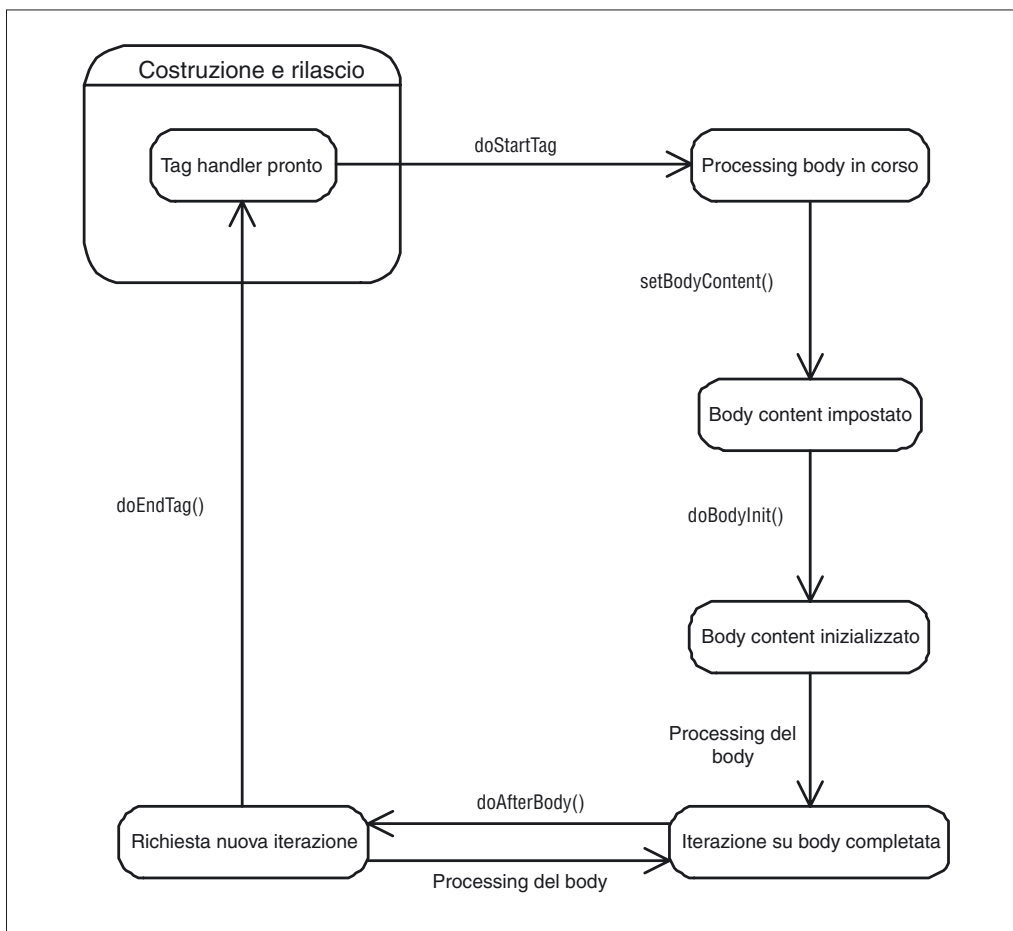 Costruzione e rilascio
Tag handler pronto
doStartTag
Processing body in corso
setBodyContent()
Body content impostato
doEndTag()
doBodyInit()
Body content inizializzato
Processing del
body
doAfterBody()
Richiesta nuova iterazione
Iterazione su body completata
Processing del body